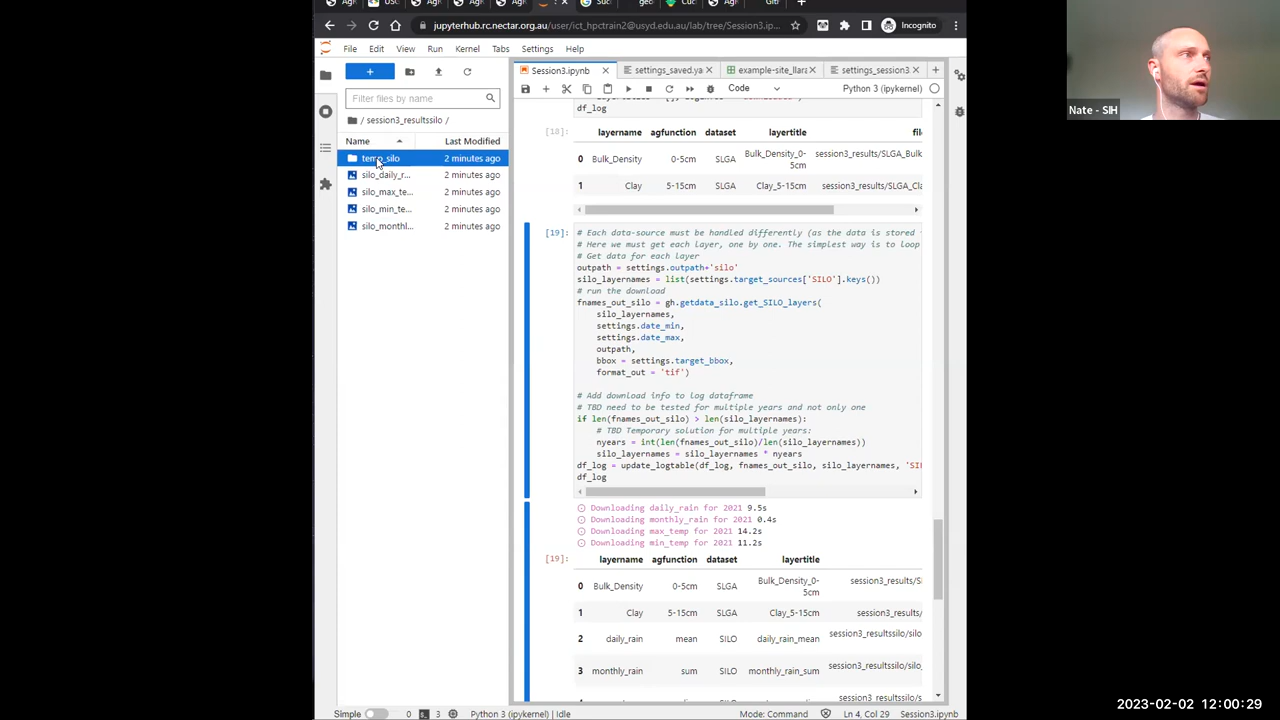 jupyterhub.rc.nectar.org.au/user/ict_hpctrain2@usyd.edu.au/lab/tree/Session3.ipynb
Incognito
File Edit View Run Kernel Tabs Settings Help
Session3.ipynb
settings_saved.ya
example-site_llara
settings_session3
Filter files by name
Code
Python 3 (ipykernel)
/ session3_resultssilo /
Name
Last Modified
temp_silo 2 minutes ago
silo_daily_r... 2 minutes ago
silo_max_te... 2 minutes ago
silo_min_te... 2 minutes ago
silo_monthl... 2 minutes ago
df_log
[18]:
layername agfunction dataset layertitle
0 Bulk_Density 0-5cm SLGA Bulk_Density_0-5cm session3_results/SLGA_Bulk
1 Clay 5-15cm SLGA Clay_5-15cm session3_results/SLGA_Cla
[19]:
# Each data-source must be handled differently (as the data is stored
# Here we must get each layer, one by one. The simplest way is to loop
# Get data for each layer
outpath = settings.outpath+'silo'
silo_layernames = list(settings.target_sources['SILO'].keys())
# run the download
fnames_out_silo = gh.getdata_silo.get_SILO_layers(
silo_layernames,
settings.date_min,
settings.date_max,
outpath,
bbox = settings.target_bbox,
format_out = 'tif')
# Add download info to log dataframe
# TBD need to be tested for multiple years and not only one
if len(fnames_out_silo) > len(silo_layernames):
# TBD Temporary solution for multiple years:
nyears = int(len(fnames_out_silo)/len(silo_layernames))
silo_layernames = silo_layernames * nyears
df_log = update_logtable(df_log, fnames_out_silo, silo_layernames, 'SI
df_log
Downloading daily_rain for 2021 9.5s
Downloading monthly_rain for 2021 0.4s
Downloading max_temp for 2021 14.2s
Downloading min_temp for 2021 11.2s
[19]:
layername agfunction dataset layertitle
0 Bulk_Density 0-5cm SLGA Bulk_Density_0-5cm session3_results/S
1 Clay 5-15cm SLGA Clay_5-15cm session3_results/
2 daily_rain mean SILO daily_rain_mean session3_resultssilo/silo
3 monthly_rain sum SILO monthly_rain_sum session3_resultssilo/silo_
Simple 0 3 Python 3 (ipykernel) | Idle
Mode: Command
Ln 4, Col 29 Session3.ipynb
Nate - SIH
2023-02-02 12:00:29